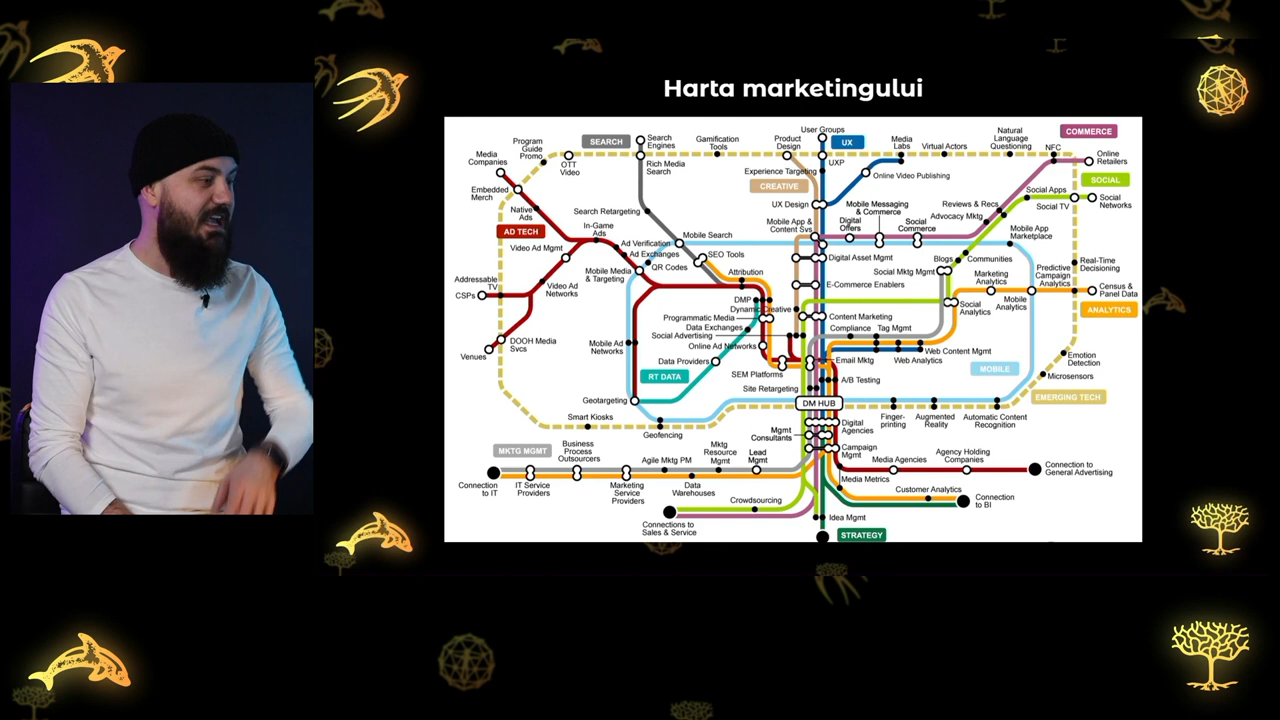 Harta marketingului
User Groups
SEARCH
Search
Engines
Gamification
Tools
Product
Design
UX
Media
Labs
Natural
Language
Questioning
COMMERCE
Program
Guide
Promo
OTT
Video
Rich Media
Search
UXP
Virtual Actors
NFC
Online
Retailers
Media
Companies
Experience Targeting
Online Video Publishing
SOCIAL
Embedded
Merch
CREATIVE
Social Apps
Social
Networks
Native
Ads
Search Retargeting
UX Design
Mobile Messaging
& Commerce
Reviews & Recs
Social TV
AD TECH
In-Game
Ads
Mobile App &
Content Svs
Digital
Offers
Social
Commerce
Advocacy Mktg
Mobile App
Marketplace
Video Ad Mgmt
Ad Verification
Mobile Search
Ad Exchanges
SEO Tools
Digital Asset Mgmt
Blogs
Communities
Real-Time
Decisioning
QR Codes
Mobile Media
& Targeting
Attribution
Social Mktg Mgmt
Marketing
Analytics
Predictive
Campaign
Analytics
Addressable
TV
CSPs
Video Ad
Networks
E-Commerce Enablers
Census &
Panel Data
DMP
Dynamic Creative
Social
Analytics
Mobile
Analytics
ANALYTICS
Programmatic Media
Content Marketing
Data Exchanges
Compliance
Tag Mgmt
Social Advertising
DOOH Media
Svcs
Mobile Ad
Networks
Online Ad Networks
Web Content Mgmt
Venues
Data Providers
Email Mktg
Web Analytics
Emotion
Detection
RT DATA
SEM Platforms
MOBILE
Microsensors
A/B Testing
Site Retargeting
Geotargeting
DM HUB
EMERGING TECH
Smart Kiosks
Geofencing
Finger-
printing
Augmented
Reality
Automatic Content
Recognition
Mgmt
Consultants
Digital
Agencies
MKTG MGMT
Business
Process
Outsourcers
Agile Mktg PM
Mktg
Resource
Mgmt
Lead
Mgmt
Campaign
Mgmt
Media Agencies
Agency Holding
Companies
Connection to
General Advertising
Connection
to IT
IT Service
Providers
Marketing
Service
Providers
Data
Warehouses
Media Metrics
Customer Analytics
Connection
to BI
Crowdsourcing
Connections to
Sales & Service
Idea Mgmt
STRATEGY